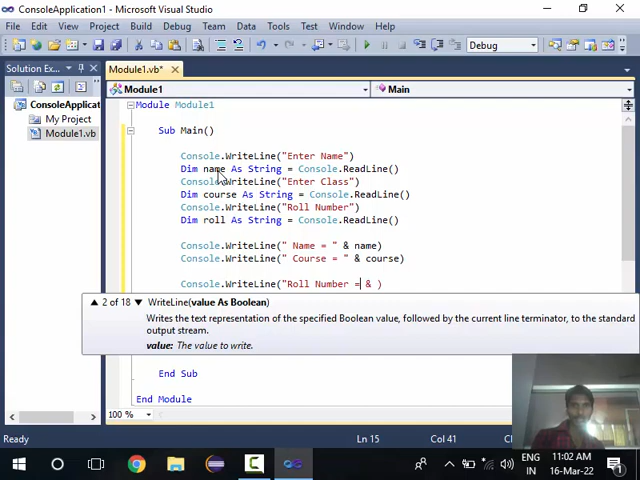 ConsoleApplication1 - Microsoft Visual Studio
File Edit View Project Build Debug Team Data Tools Test Window Help
Debug
Solution Ex...
Module1.vb*
ConsoleApplicat
My Project
Module1.vb
Module1
Main
Module Module1
Sub Main()
Console.WriteLine("Enter Name")
Dim name As String = Console.ReadLine()
Console.WriteLine("Enter Class")
Dim course As String = Console.ReadLine()
Console.WriteLine("Roll Number")
Dim roll As String = Console.ReadLine()
Console.WriteLine(" Name = " & name)
Console.WriteLine(" Course = " & course)
Console.WriteLine("Roll Number = & )
2 of 18 WriteLine(value As Boolean)
Writes the text representation of the specified Boolean value, followed by the current line terminator, to the standard
output stream.
value: The value to write.
End Sub
End Module
100 %
Ready Ln 15 Col 41
ENG
IN
11:02 AM
16-Mar-22
1